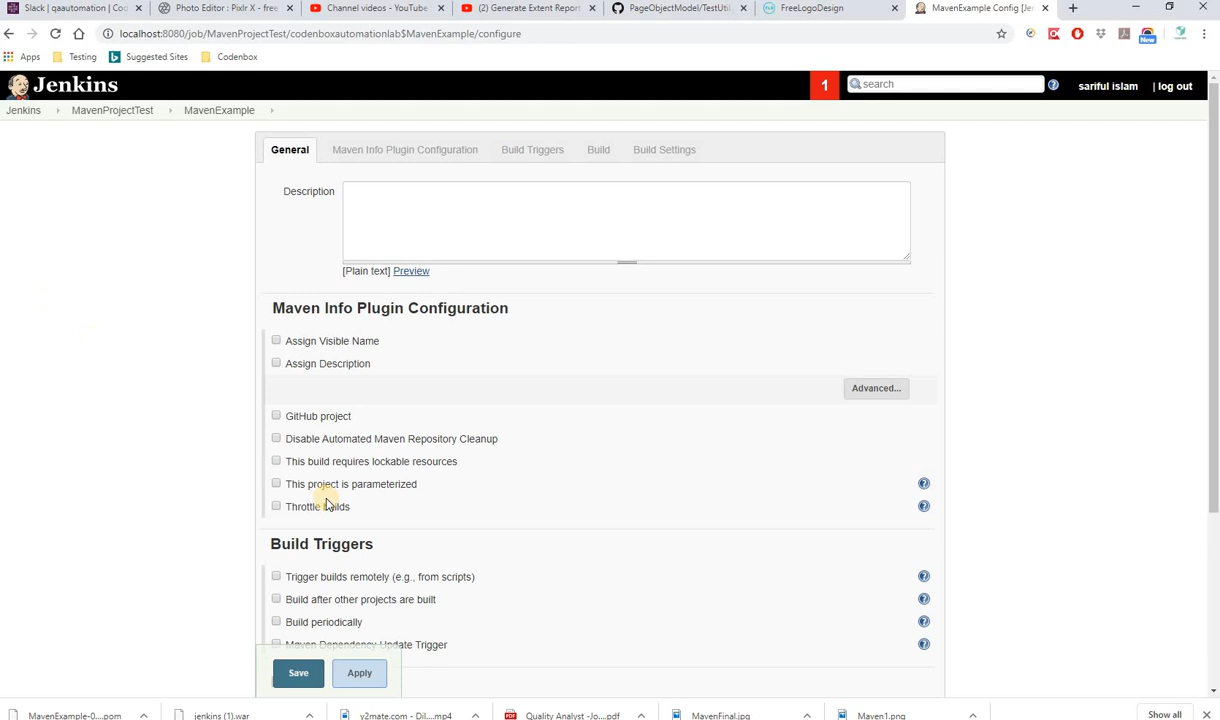 Slack | qaautomation | Cod
Photo Editor : Pixlr X - free
Channel videos - YouTube
(2) Generate Extent Report
PageObjectModel/TestUtil
FreeLogoDesign
MavenExample Config [Jen
localhost:8080/job/MavenProjectTest/codenboxautomationlab$MavenExample/configure
New
Apps
Testing
Suggested Sites
Codenbox
Jenkins
1
search
sariful islam
| log out
Jenkins
MavenProjectTest
MavenExample
General
Maven Info Plugin Configuration
Build Triggers
Build
Build Settings
Description
[Plain text] Preview
Maven Info Plugin Configuration
Assign Visible Name
Assign Description
Advanced...
GitHub project
Disable Automated Maven Repository Cleanup
This build requires lockable resources
This project is parameterized
Throttle builds
Build Triggers
Trigger builds remotely (e.g., from scripts)
Build after other projects are built
Build periodically
Maven Dependency Update Trigger
Save
Apply
MavenExample-0....pom
jenkins (1).war
y2mate.com - Dil....mp4
Quality Analyst -Jo....pdf
MavenFinal.jpg
Maven1.png
Show all